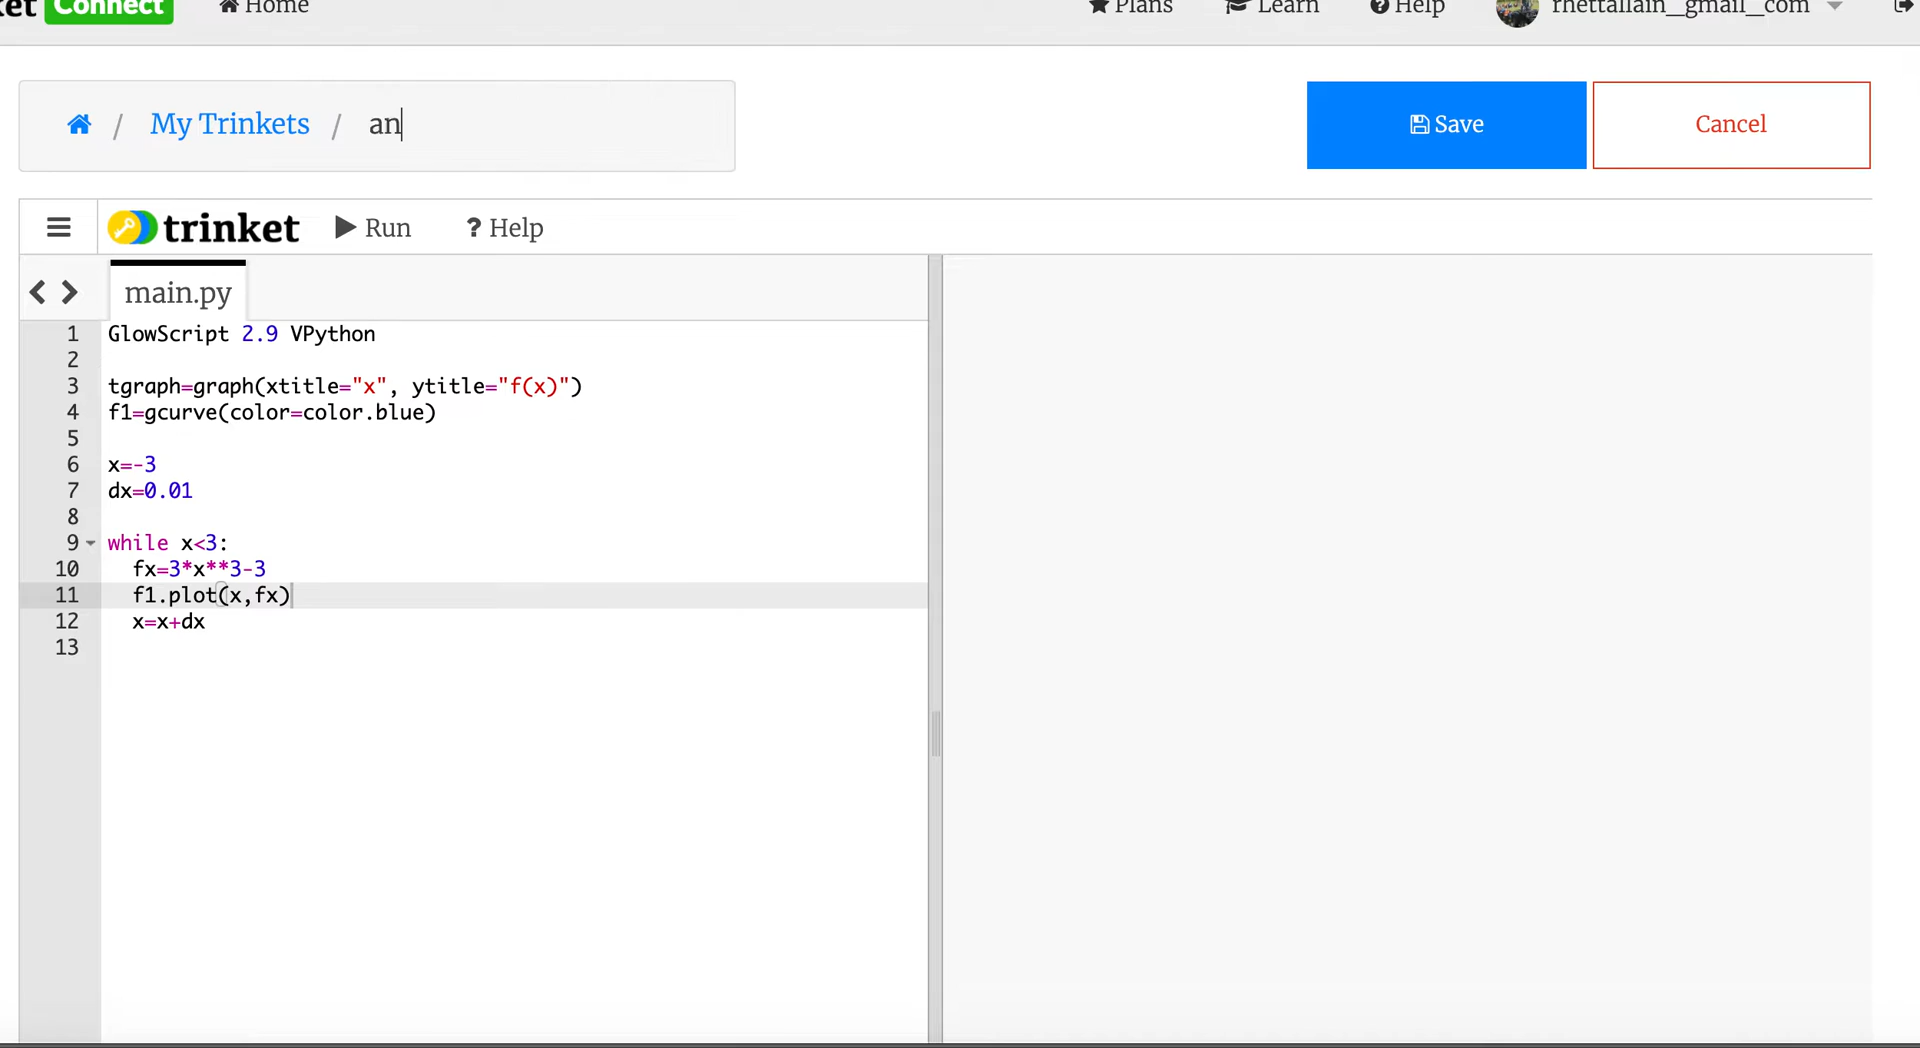 ket Connect Home Plans Learn Help rhettallain_gmail_com
/ My Trinkets / an
Save
Cancel
trinket Run ? Help
main.py
1 GlowScript 2.9 VPython
2
3 tgraph=graph(xtitle="x", ytitle="f(x)")
4 f1=gcurve(color=color.blue)
5
6 x=-3
7 dx=0.01
8
9 while x<3:
10 fx=3*x**3-3
11 f1.plot(x,fx)
12 x=x+dx
13